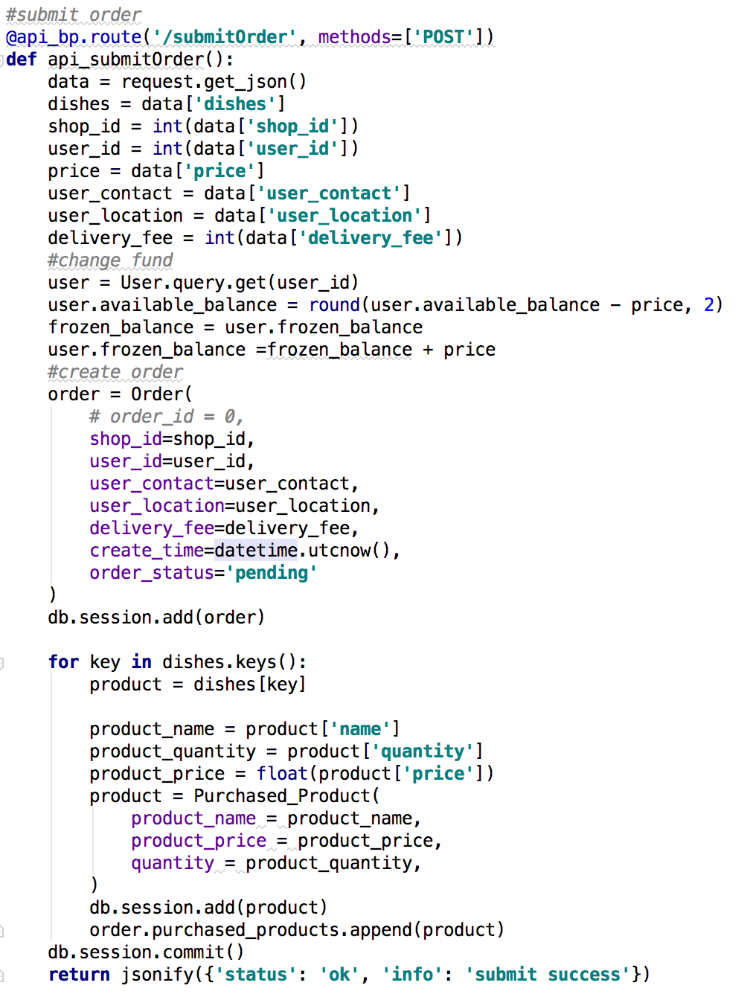 #submit order
@api_bp.route('/submitOrder', methods=['POST'])
def api_submitOrder():
    data = request.get_json()
    dishes = data['dishes']
    shop_id = int(data['shop_id'])
    user_id = int(data['user_id'])
    price = data['price']
    user_contact = data['user_contact']
    user_location = data['user_location']
    delivery_fee = int(data['delivery_fee'])
    #change fund
    user = User.query.get(user_id)
    user.available_balance = round(user.available_balance - price, 2)
    frozen_balance = user.frozen_balance
    user.frozen_balance =frozen_balance + price
    #create order
    order = Order(
        # order_id = 0,
        shop_id=shop_id,
        user_id=user_id,
        user_contact=user_contact,
        user_location=user_location,
        delivery_fee=delivery_fee,
        create_time=datetime.utcnow(),
        order_status='pending'
    )
    db.session.add(order)

    for key in dishes.keys():
        product = dishes[key]

        product_name = product['name']
        product_quantity = product['quantity']
        product_price = float(product['price'])
        product = Purchased_Product(
            product_name = product_name,
            product_price = product_price,
            quantity = product_quantity,
        )
        db.session.add(product)
        order.purchased_products.append(product)
    db.session.commit()
    return jsonify({'status': 'ok', 'info': 'submit success'})